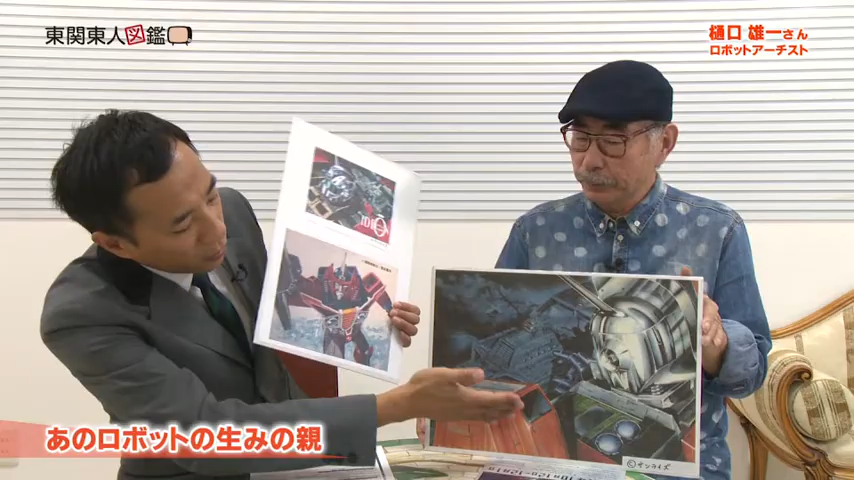 東関東人図鑑
樋口 雄一さん
ロボットアーチスト
IDEON
あのロボットの生みの親
©サンライズ